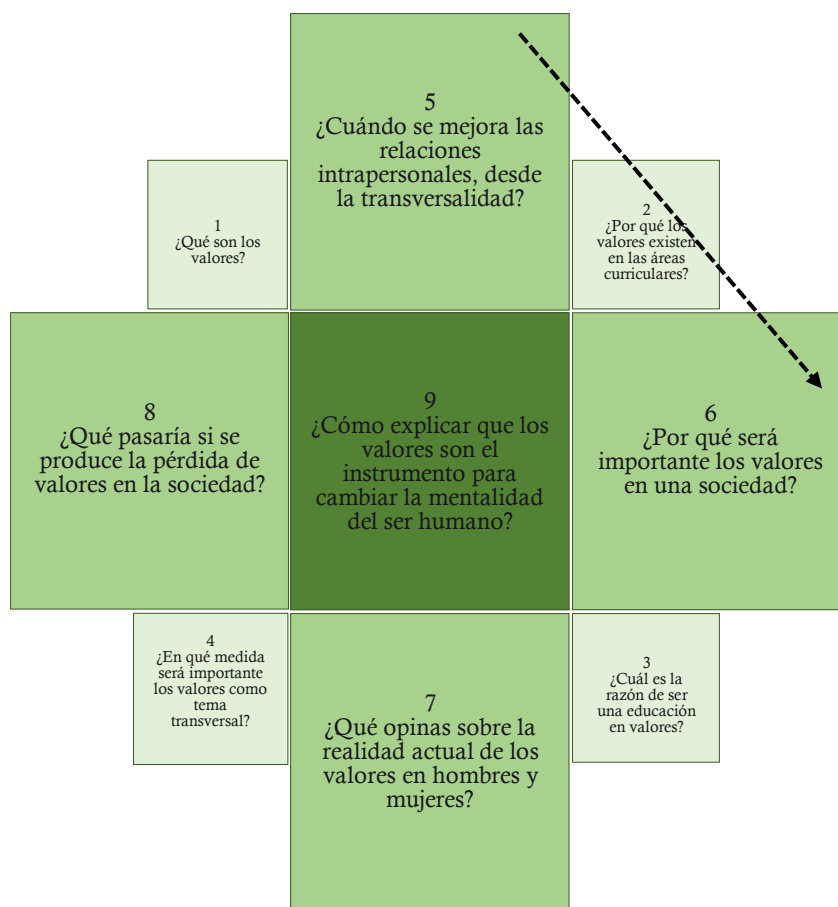 5
¿Cuándo se mejora las
relaciones
intrapersonales, desde
la transversalidad?
1
¿Qué son los
valores?
2
¿Por qué los
valores existen
en las áreas
curriculares?
8
¿Qué pasaría si se
produce la pérdida de
valores en la sociedad?
9
¿Cómo explicar que los
valores son el
instrumento para
cambiar la mentalidad
del ser humano?
6
¿Por qué será
importante los valores
en una sociedad?
4
¿En qué medida
será importante
los valores como
tema
transversal?
7
¿Qué opinas sobre la
realidad actual de los
valores en hombres y
mujeres?
3
¿Cuál es la
razón de ser
una educación
en valores?